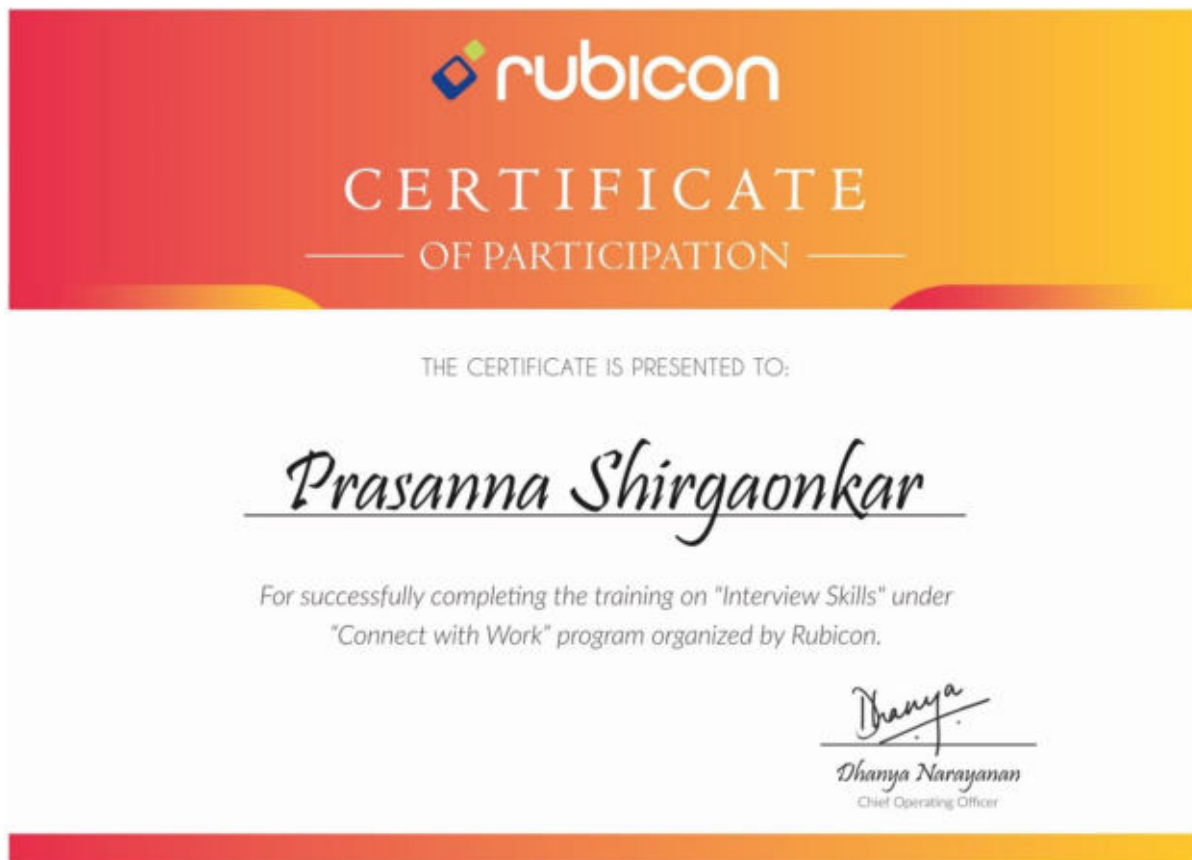 rubicon
CERTIFICATE
OF PARTICIPATION
THE CERTIFICATE IS PRESENTED TO:
Prasanna Shirgaonkar
For successfully completing the training on "Interview Skills" under
"Connect with Work" program organized by Rubicon.
Dhanya
Dhanya Narayanan
Chief Operating Officer